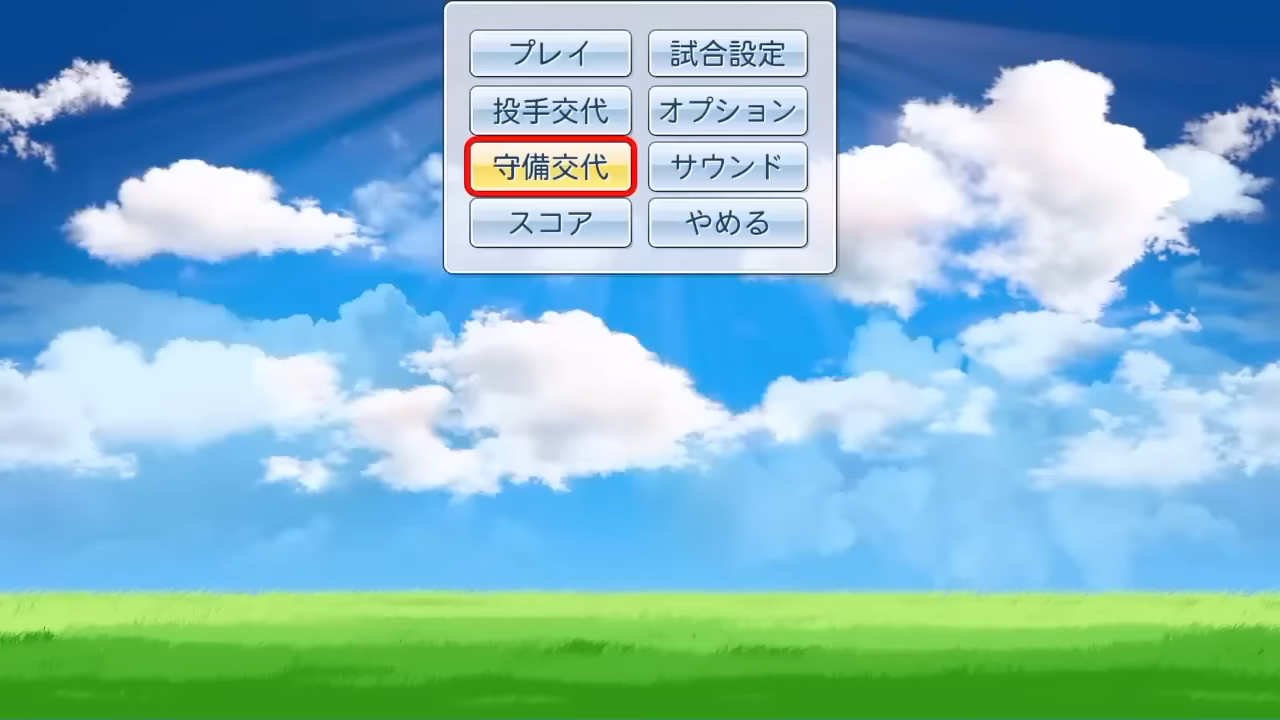 プレイ
試合設定
投手交代
オプション
守備交代
サウンド
スコア
やめる